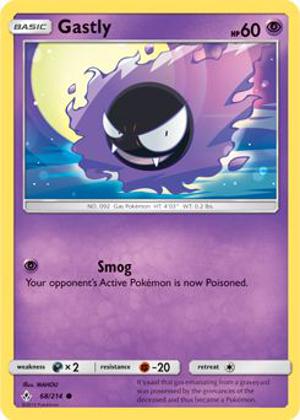 BASIC Gastly HP60
NO. 092 Gas Pokémon HT: 4'03" WT: 0.2 lbs.
Smog
Your opponent's Active Pokémon is now Poisoned.
weakness ×2 resistance -20 retreat
Illus. MAHOU
68/214
©2019 Pokémon
It's said that gas emanating from a graveyard
was possessed by the grievances of the
deceased and thus became a Pokémon.